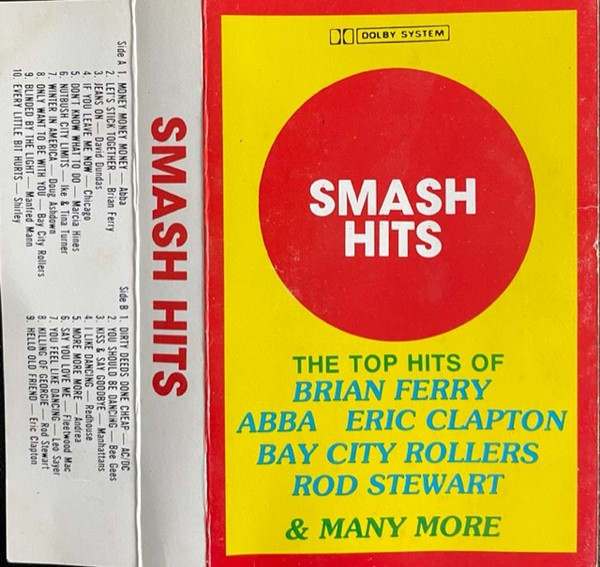 Side A 1. MONEY MONEY MONEY — Abba
2. LET'S STICK TOGETHER — Brian Ferry
3. JEANS ON — David Dundas
4. IF YOU LEAVE ME NOW — Chicago
5. DON'T KNOW WHAT TO DO — Marcia Hines
6. NUTBUSH CITY LIMITS — Ike & Tina Turner
7. WINTER IN AMERICA — Doug Ashdown
8. ONLY WANT TO BE WITH YOU — Bay City Rollers
9. BLINDED BY THE LIGHT — Manfred Mann
10. EVERY LITTLE BIT HURTS — Shirley
Side B 1. DIRTY DEEDS DONE CHEAP — AC/DC
2. YOU SHOULD BE DANCING — Bee Gees
3. KISS & SAY GOODBYE — Manhattans
4. I LIKE DANCING — Redhouse
5. MORE MORE MORE — Andrea
6. SAY YOU LOVE ME — Fleetwood Mac
7. YOU FEEL LIKE DANCING — Leo Sayer
8. KILLING OF GEORGIE — Rod Stewart
9. HELLO OLD FRIEND — Eric Clapton
SMASH HITS
DOLBY SYSTEM
SMASH
HITS
THE TOP HITS OF
BRIAN FERRY
ABBA ERIC CLAPTON
BAY CITY ROLLERS
ROD STEWART
& MANY MORE